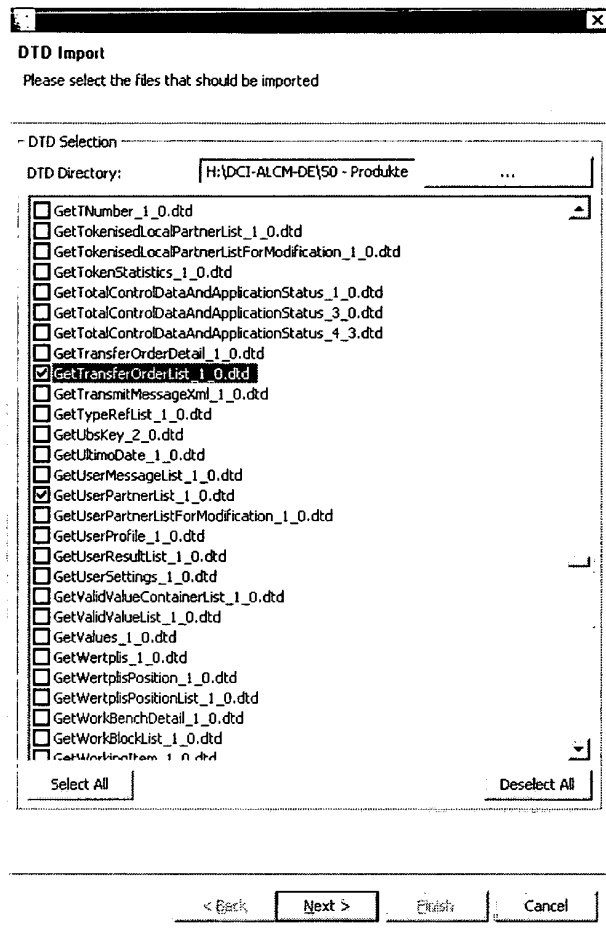 DTD Import
Please select the files that should be imported
DTD Selection
DTD Directory: H:\DCI-ALCM-DE\50 - Produkte ...
GetTNumber_1_0.dtd
GetTokenisedLocalPartnerList_1_0.dtd
GetTokenisedLocalPartnerListForModification_1_0.dtd
GetTokenStatistics_1_0.dtd
GetTotalControlDataAndApplicationStatus_1_0.dtd
GetTotalControlDataAndApplicationStatus_3_0.dtd
GetTotalControlDataAndApplicationStatus_4_3.dtd
GetTransferOrderDetail_1_0.dtd
GetTransferOrderList_1_0.dtd
GetTransmitMessageXml_1_0.dtd
GetTypeRefList_1_0.dtd
GetUbsKey_2_0.dtd
GetUltimoDate_1_0.dtd
GetUserMessageList_1_0.dtd
GetUserPartnerList_1_0.dtd
GetUserPartnerListForModification_1_0.dtd
GetUserProfile_1_0.dtd
GetUserResultList_1_0.dtd
GetUserSettings_1_0.dtd
GetValidValueContainerList_1_0.dtd
GetValidValueList_1_0.dtd
GetValues_1_0.dtd
GetWertplis_1_0.dtd
GetWertplisPosition_1_0.dtd
GetWertplisPositionList_1_0.dtd
GetWorkBenchDetail_1_0.dtd
GetWorkBlockList_1_0.dtd
GetWorkingItem_1_0.dtd
Select All Deselect All
< Back Next > Finish Cancel